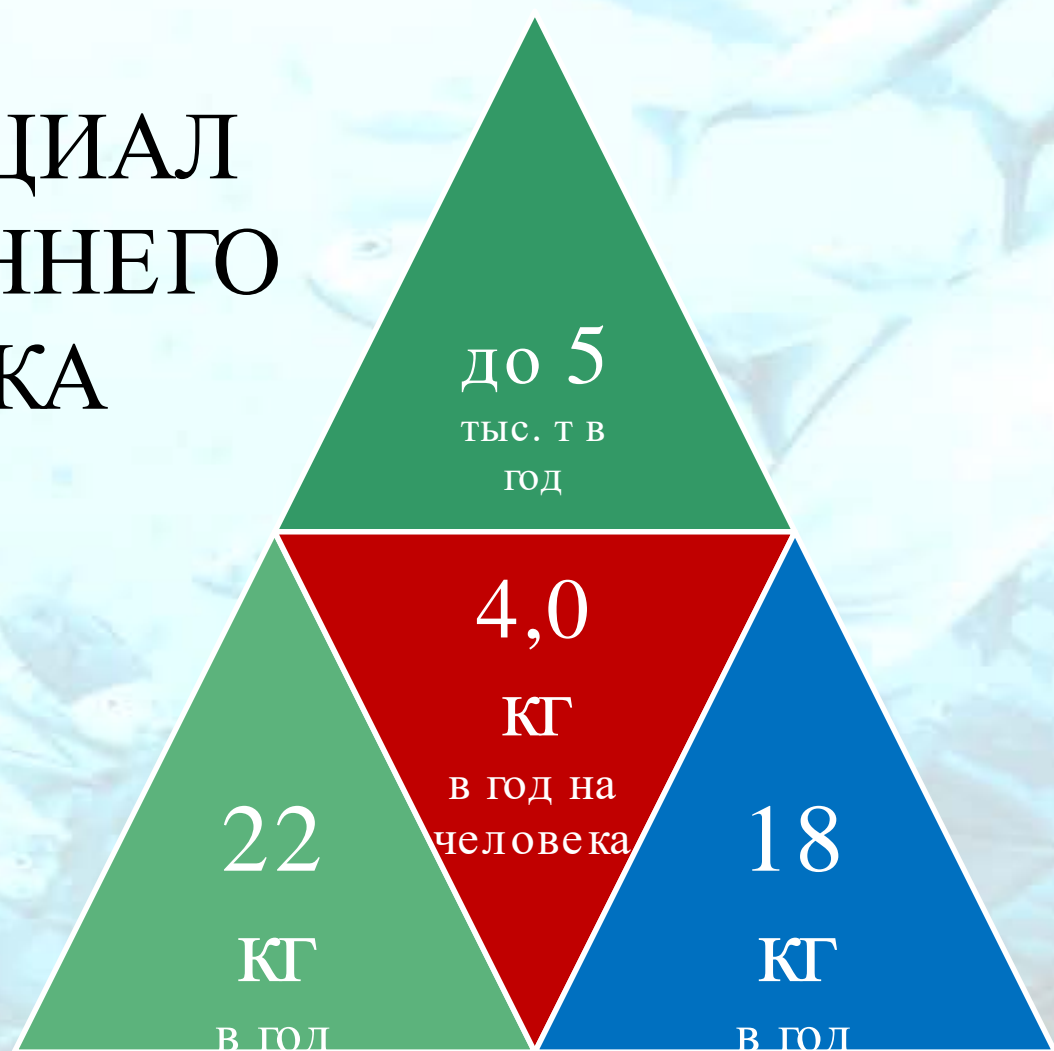 ЦИАЛ
ННЕГО
КА
до 5
тыс. т в
год
4,0
кг
в год на
человека
22
кг
в год
18
кг
в год